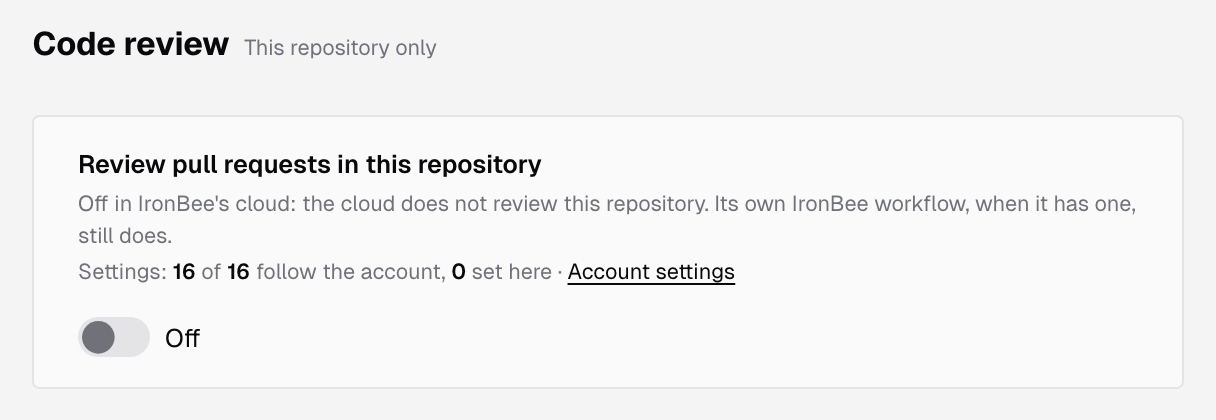 Code review This repository only
Review pull requests in this repository
Off in IronBee's cloud: the cloud does not review this repository. Its own IronBee workflow, when it has one,
still does.
Settings: 16 of 16 follow the account, 0 set here · Account settings
Off